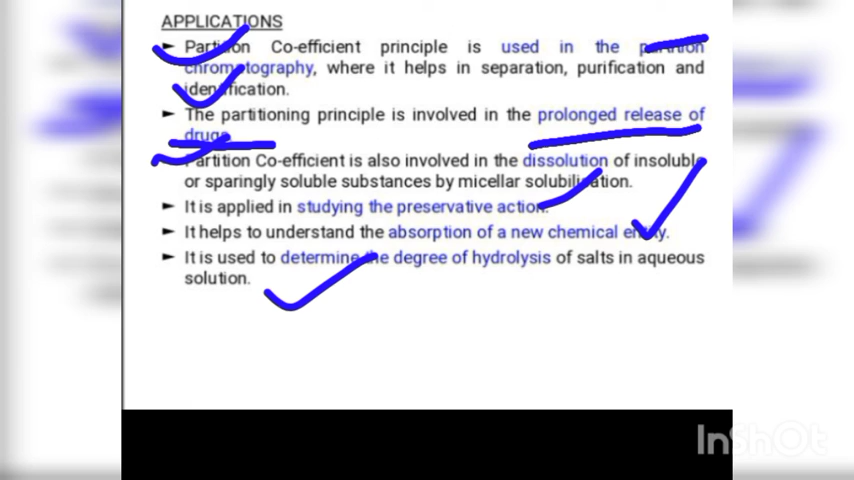 APPLICATIONS
► Partition Co-efficient principle is used in the partition
chromatography, where it helps in separation, purification and
identification.
► The partitioning principle is involved in the prolonged release of
drugs
Partition Co-efficient is also involved in the dissolution of insoluble
or sparingly soluble substances by micellar solubilization.
► It is applied in studying the preservative action.
► It helps to understand the absorption of a new chemical entity.
► It is used to determine the degree of hydrolysis of salts in aqueous
solution.
InShOt